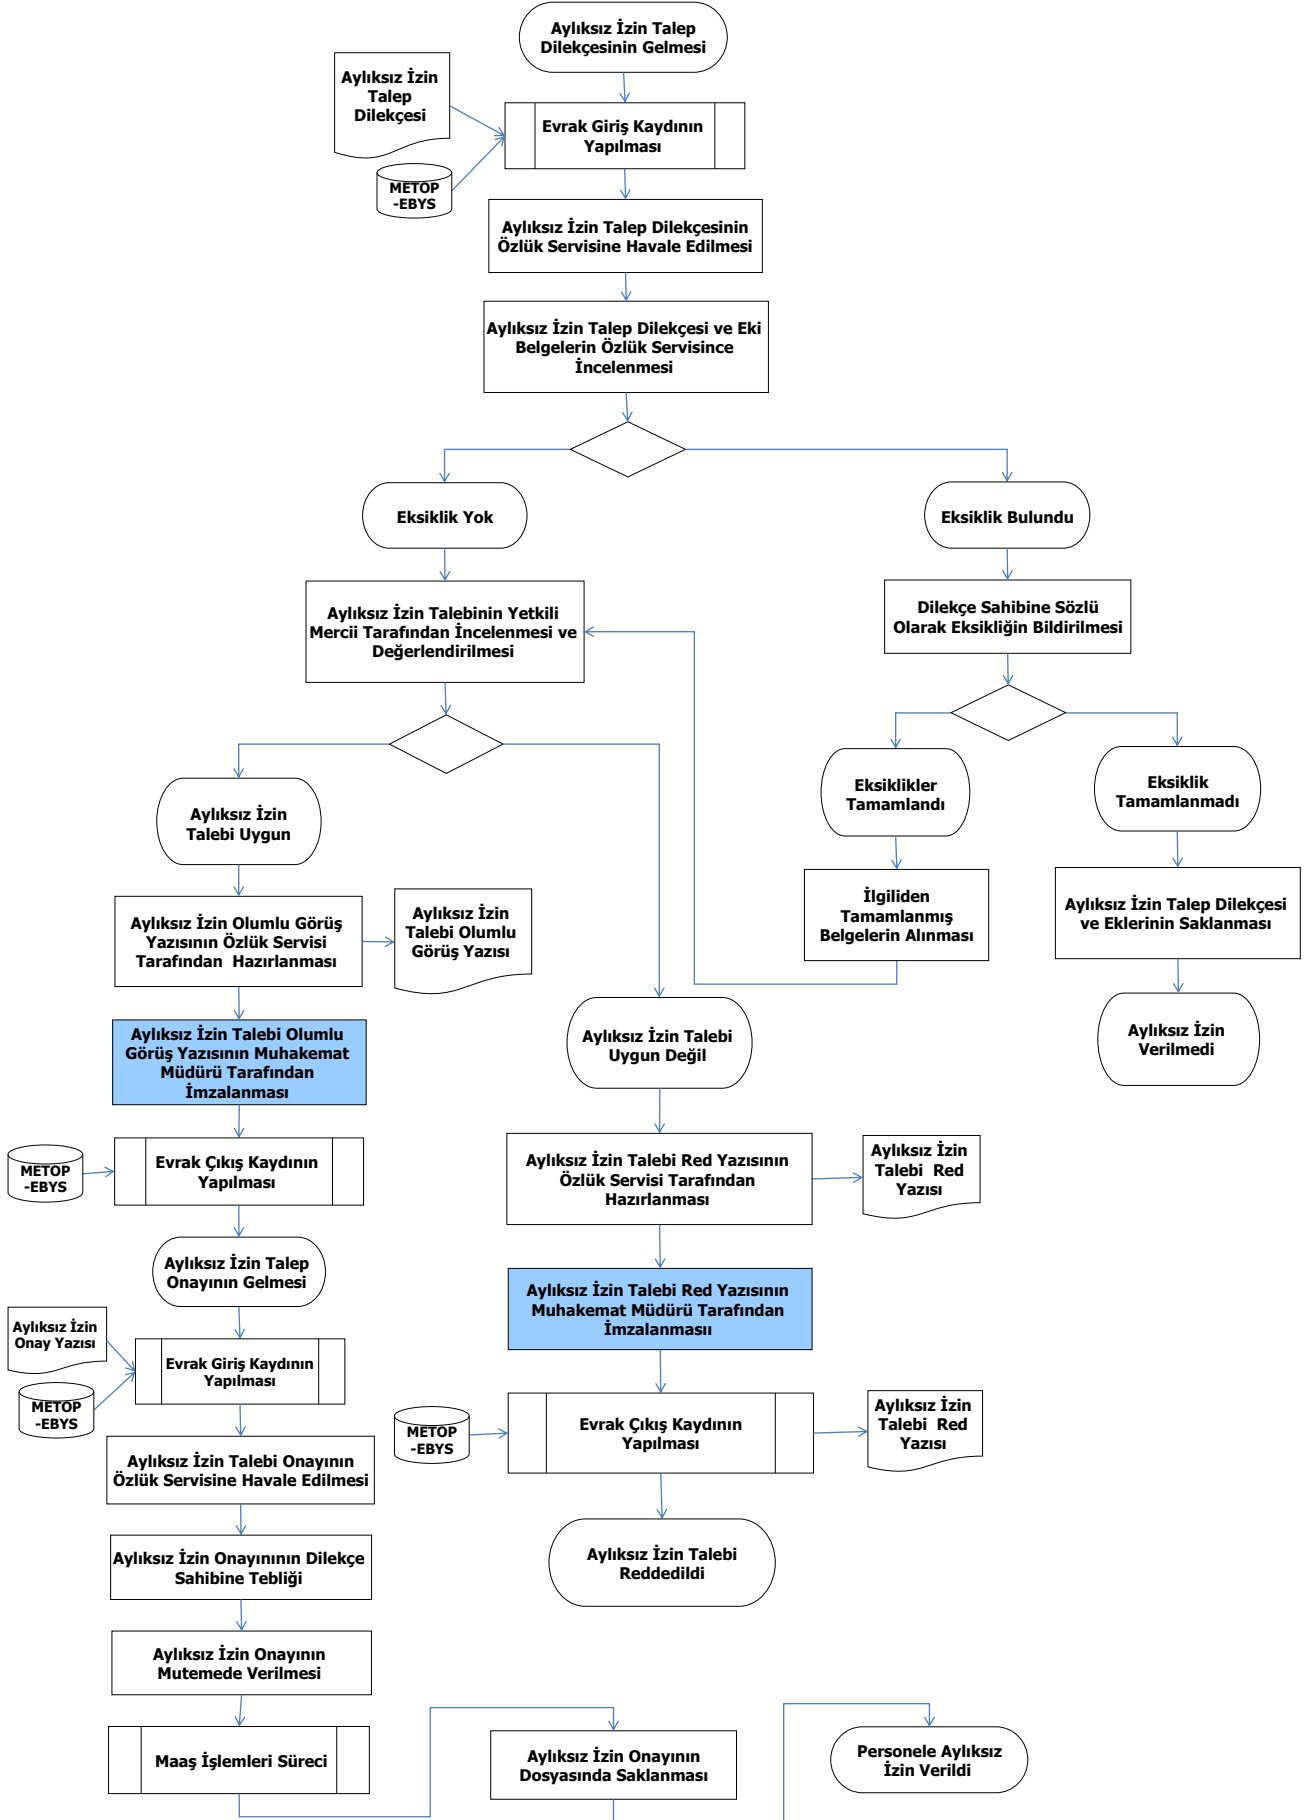 Aylıksız İzin Talep
Dilekçesinin Gelmesi
Aylıksız İzin
Talep
Dilekçesi
Evrak Giriş Kaydının
Yapılması
METOP
-EBYS
Aylıksız İzin Talep Dilekçesinin
Özlük Servisine Havale Edilmesi
Aylıksız İzin Talep Dilekçesi ve Eki
Belgelerin Özlük Servisince
İncelenmesi
Eksiklik Yok
Eksiklik Bulundu
Aylıksız İzin Talebinin Yetkili
Mercii Tarafından İncelenmesi ve
Değerlendirilmesi
Dilekçe Sahibine Sözlü
Olarak Eksikliğin Bildirilmesi
Aylıksız İzin
Talebi Uygun
Eksiklikler
Tamamlandı
Eksiklik
Tamamlanmadı
Aylıksız İzin Olumlu Görüş
Yazısının Özlük Servisi
Tarafından  Hazırlanması
Aylıksız İzin
Talebi Olumlu
Görüş Yazısı
İlgiliden
Tamamlanmış
Belgelerin Alınması
Aylıksız İzin Talep Dilekçesi
ve Eklerinin Saklanması
Aylıksız İzin Talebi Olumlu
Görüş Yazısının Muhakemat
Müdürü Tarafından
İmzalanması
Aylıksız İzin Talebi
Uygun Değil
Aylıksız İzin
Verilmedi
METOP
-EBYS
Evrak Çıkış Kaydının
Yapılması
Aylıksız İzin Talebi Red Yazısının
Özlük Servisi Tarafından
Hazırlanması
Aylıksız İzin
Talebi  Red
Yazısı
Aylıksız İzin Talep
Onayının Gelmesi
Aylıksız İzin Talebi Red Yazısının
Muhakemat Müdürü Tarafından
İmzalanmasıı
Aylıksız İzin
Onay Yazısı
Evrak Giriş Kaydının
Yapılması
METOP
-EBYS
METOP
-EBYS
Evrak Çıkış Kaydının
Yapılması
Aylıksız İzin
Talebi  Red
Yazısı
Aylıksız İzin Talebi Onayının
Özlük Servisine Havale Edilmesi
Aylıksız İzin Onayınının Dilekçe
Sahibine Tebliği
Aylıksız İzin Talebi
Reddedildi
Aylıksız İzin Onayının
Mutemede Verilmesi
Maaş İşlemleri Süreci
Aylıksız İzin Onayının
Dosyasında Saklanması
Personele Aylıksız
İzin Verildi